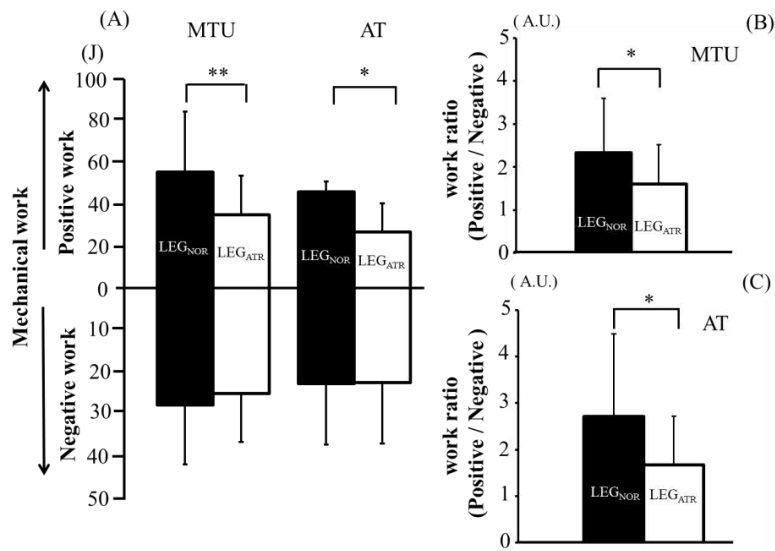 (A)
MTU AT
(J)
** *
100
80
60
40
20
0
10
20
30
40
50
Mechanical work
Positive work
Negative work
LEGNOR LEGATR LEGNOR LEGATR
( A.U.) (B)
MTU
*
5
4
3
2
1
0
work ratio
(Positive / Negative)
LEGNOR LEGATR
( A.U.) (C)
AT
*
5
4
3
2
1
0
work ratio
(Positive / Negative)
LEGNOR LEGATR